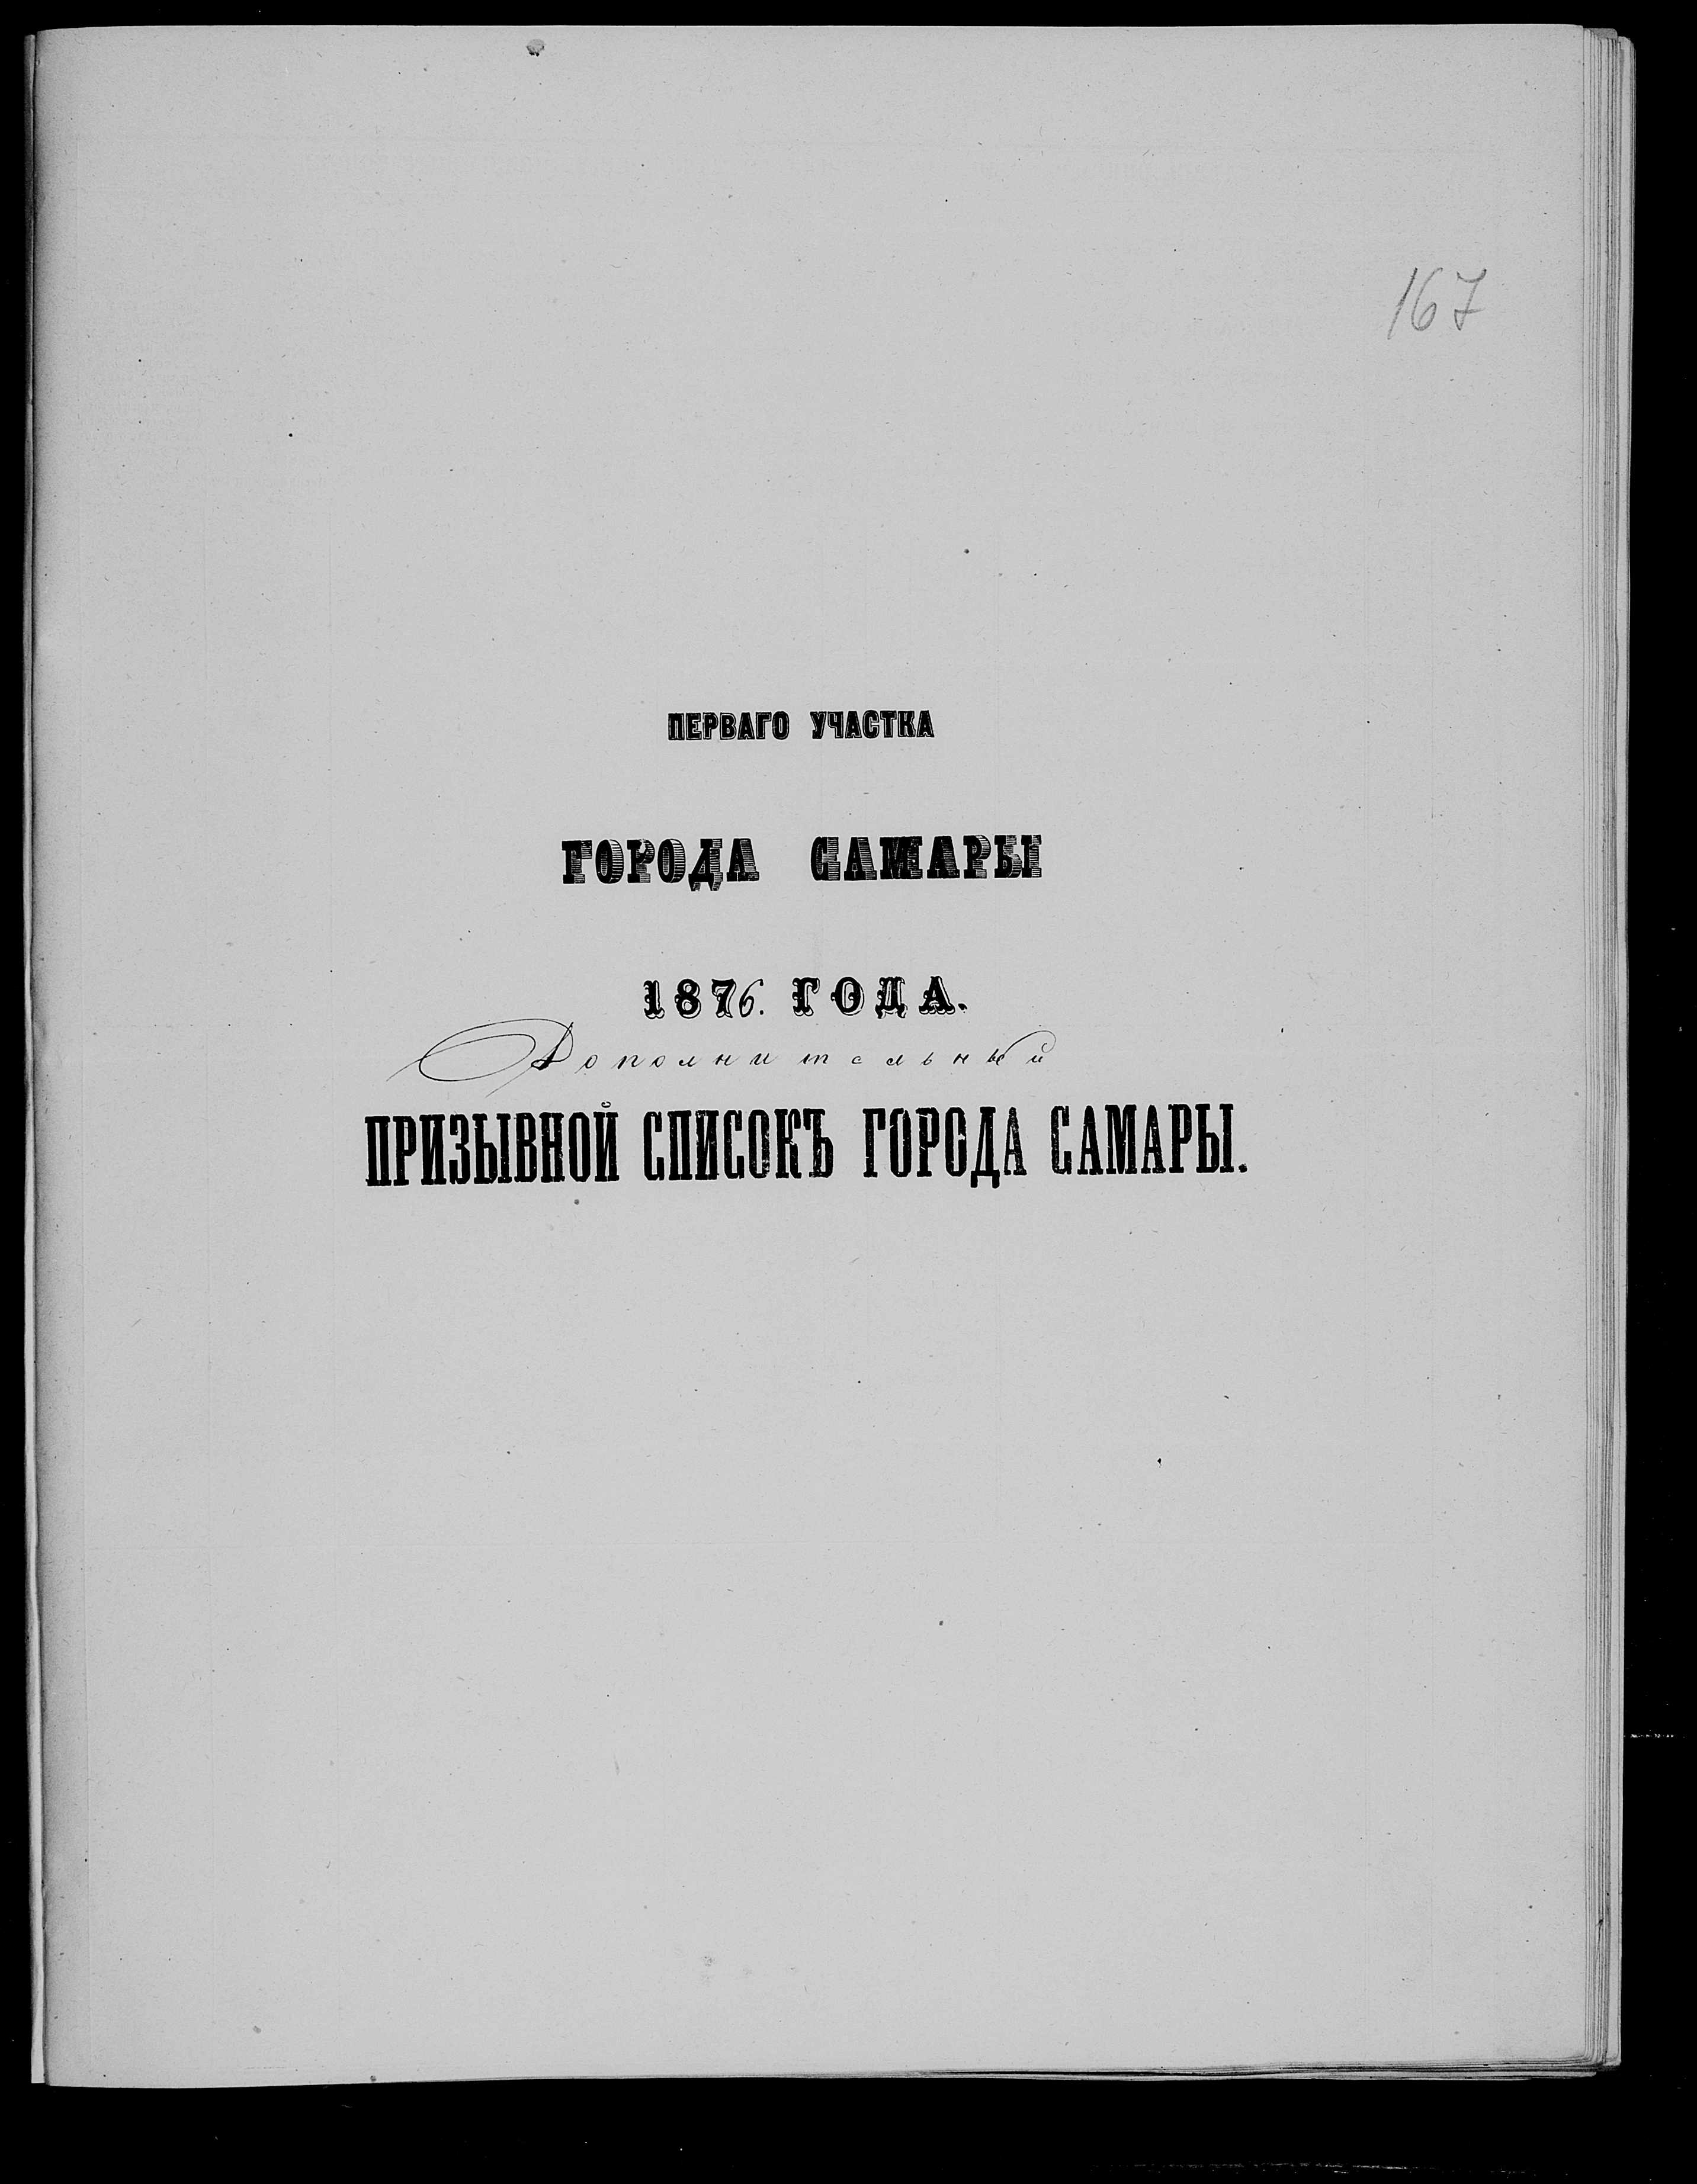 167
ПЕРВАГО УЧАСТКА
ГОРОДА САМАРЫ
1876. ГОДА.
Дополнительный
ПРИЗЫВНОЙ СПИСОКЪ ГОРОДА САМАРЫ.